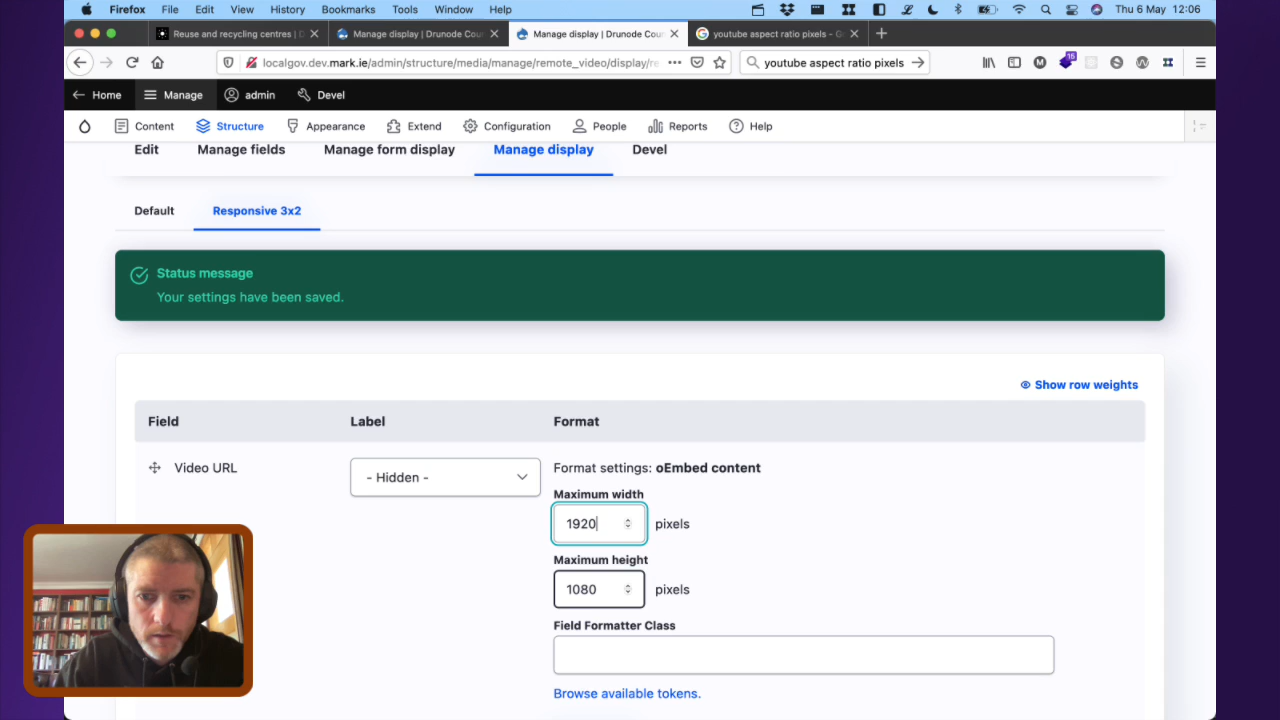 Firefox File Edit View History Bookmarks Tools Window Help Thu 6 May 12:06
Reuse and recycling centres | D
Manage display | Drunode Cou
Manage display | Drunode Cou
youtube aspect ratio pixels - G
localgov.dev.mark.ie/admin/structure/media/manage/remote_video/display/re
youtube aspect ratio pixels
15
Home Manage admin Devel
Content Structure Appearance Extend Configuration People Reports Help
Edit Manage fields Manage form display Manage display Devel
Default Responsive 3x2
Status message
Your settings have been saved.
Show row weights
Field Label Format
Video URL - Hidden - Format settings: oEmbed content
Maximum width
1920 pixels
Maximum height
1080 pixels
Field Formatter Class
Browse available tokens.